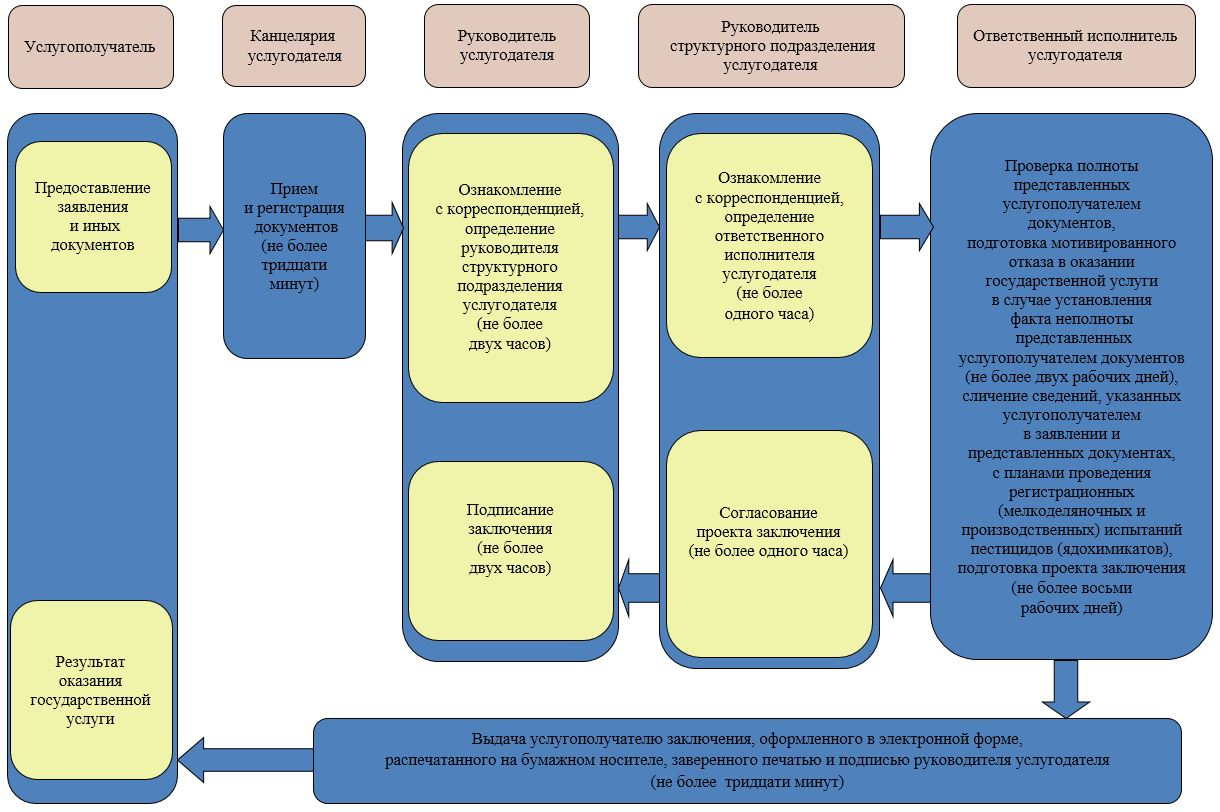 Услугополучатель
Канцелярия
услугодателя
Руководитель
услугодателя
Руководитель
структурного подразделения
услугодателя
Ответственный исполнитель
услугодателя
Предоставление
заявления
и иных
документов
Прием
и регистрация
документов
(не более
тридцати
минут)
Ознакомление
с корреспонденцией,
определение
руководителя
структурного
подразделения
услугодателя
(не более
двух часов)
Ознакомление
с корреспонденцией,
определение
ответственного
исполнителя
услугодателя
(не более
одного часа)
Проверка полноты
представленных
услугополучателем
документов,
подготовка мотивированного
отказа в оказании
государственной услуги
в случае установления
факта неполноты
представленных
услугополучателем документов
(не более двух рабочих дней),
сличение сведений, указанных
услугополучателем
в заявлении и
представленных документах,
с планами проведения
регистрационных
(мелкоделяночных и
производственных) испытаний
пестицидов (ядохимикатов),
подготовка проекта заключения
(не более восьми
рабочих дней)
Согласование
проекта заключения
(не более одного часа)
Подписание
заключения
(не более
двух часов)
Результат
оказания
государственной
услуги
Выдача услугополучателю заключения, оформленного в электронной форме,
распечатанного на бумажном носителе, заверенного печатью и подписью руководителя услугодателя
(не более тридцати минут)